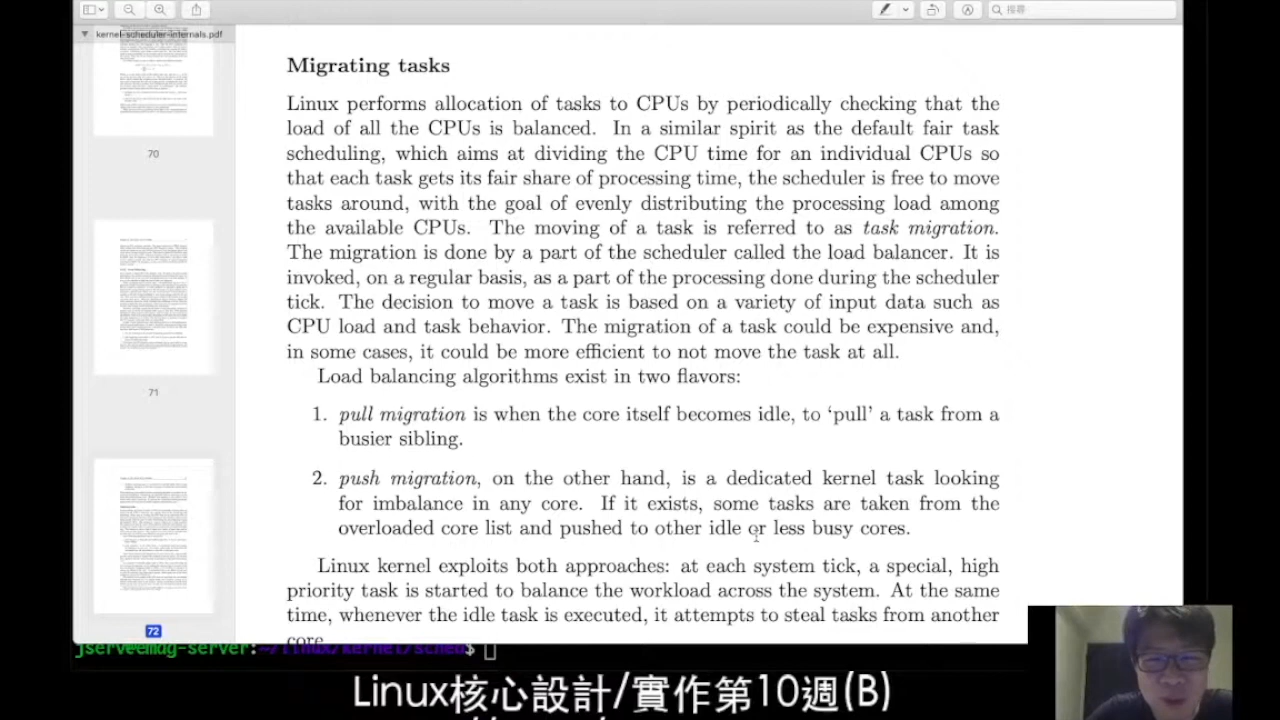 搜尋
kernel-scheduler-internals.pdf
70
71
72
Migrating tasks
Linux performs allocation of tasks to CPUs by periodically checking that the
load of all the CPUs is balanced. In a similar spirit as the default fair task
scheduling, which aims at dividing the CPU time for an individual CPUs so
that each task gets its fair share of processing time, the scheduler is free to move
tasks around, with the goal of evenly distributing the processing load among
the available CPUs. The moving of a task is referred to as task migration.
The migration is done by a part of the scheduler called the load balancer. It is
invoked, on regular basis, as a part of the processing done during the scheduler
tick. The decision to move a task is based on a variety of input data such as
CPU load and task behavior. The migration of a task could be expensive and,
in some cases, it could be more efficient to not move the task at all.
Load balancing algorithms exist in two flavors:
1. pull migration is when the core itself becomes idle, to ‘pull’ a task from a
busier sibling.
2. push migration, on the other hand, is a dedicated kernel task looking
for imbalance in any core. If it exists, some tasks are taken from the
overloaded core list and pushed to other idle or less busy cores.
Linux kernel exploits both approaches: at each system task, a special, high
priority task is started to balance the workload across the system. At the same
time, whenever the idle task is executed, it attempts to steal tasks from another
core.
jserv@emag-server:~/linux/kernel/sched$
Linux核心設計/實作第10週(B)